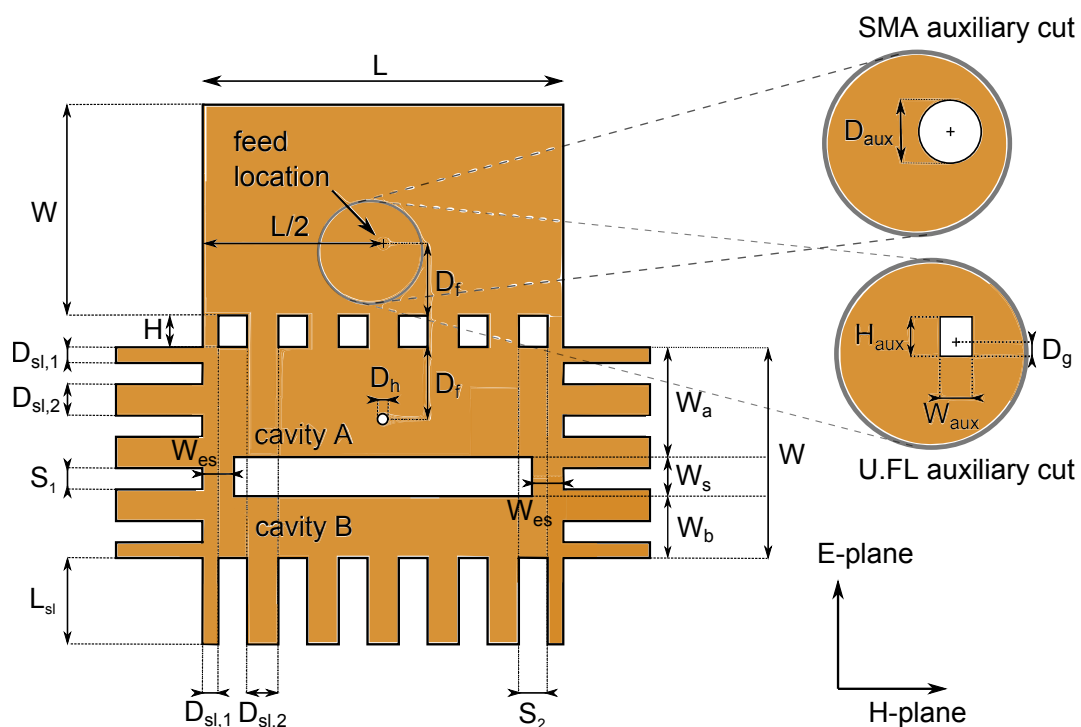 SMA auxiliary cut
L
feed
location
D_aux
W
L/2
D_f
H
D_sl,1
D_h
D_f
D_sl,2
W_a
H_aux
D_g
W_aux
cavity A
W_es
S_1
W_s
W
U.FL auxiliary cut
cavity B
W_es
W_b
E-plane
L_sl
D_sl,1
D_sl,2
S_2
H-plane